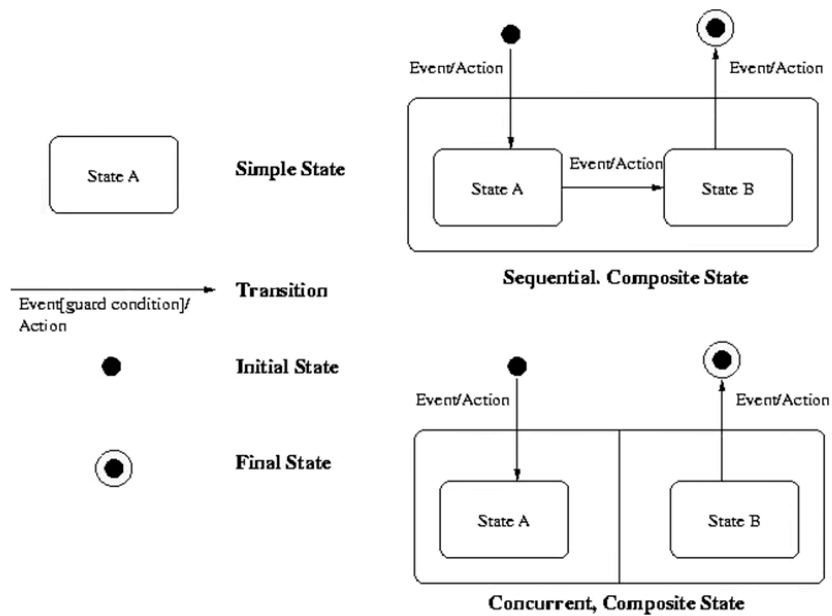 State A
Simple State
Event[guard condition]/
Action
Transition
Initial State
Final State
Event/Action
Event/Action
State A
Event/Action
State B
Sequential. Composite State
Event/Action
Event/Action
State A
State B
Concurrent, Composite State